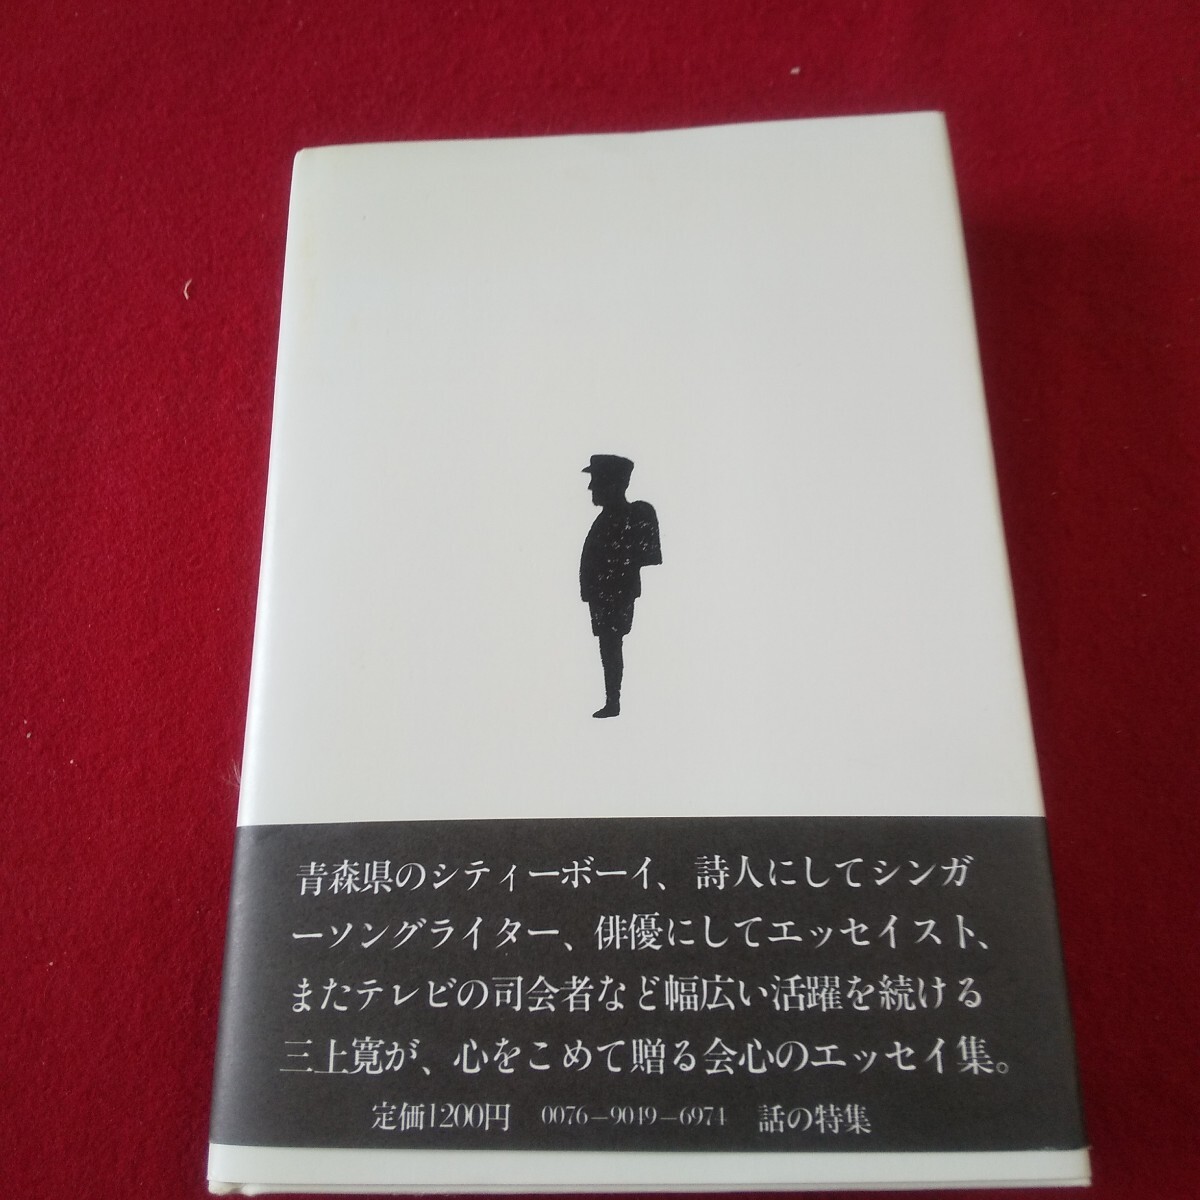 青森県のシティーボーイ、詩人にしてシンガ
ーソングライター、俳優にしてエッセイスト、
またテレビの司会者など幅広い活躍を続ける
三上寛が、心をこめて贈る会心のエッセイ集。
定価1200円 0076-9049-6974 話の特集